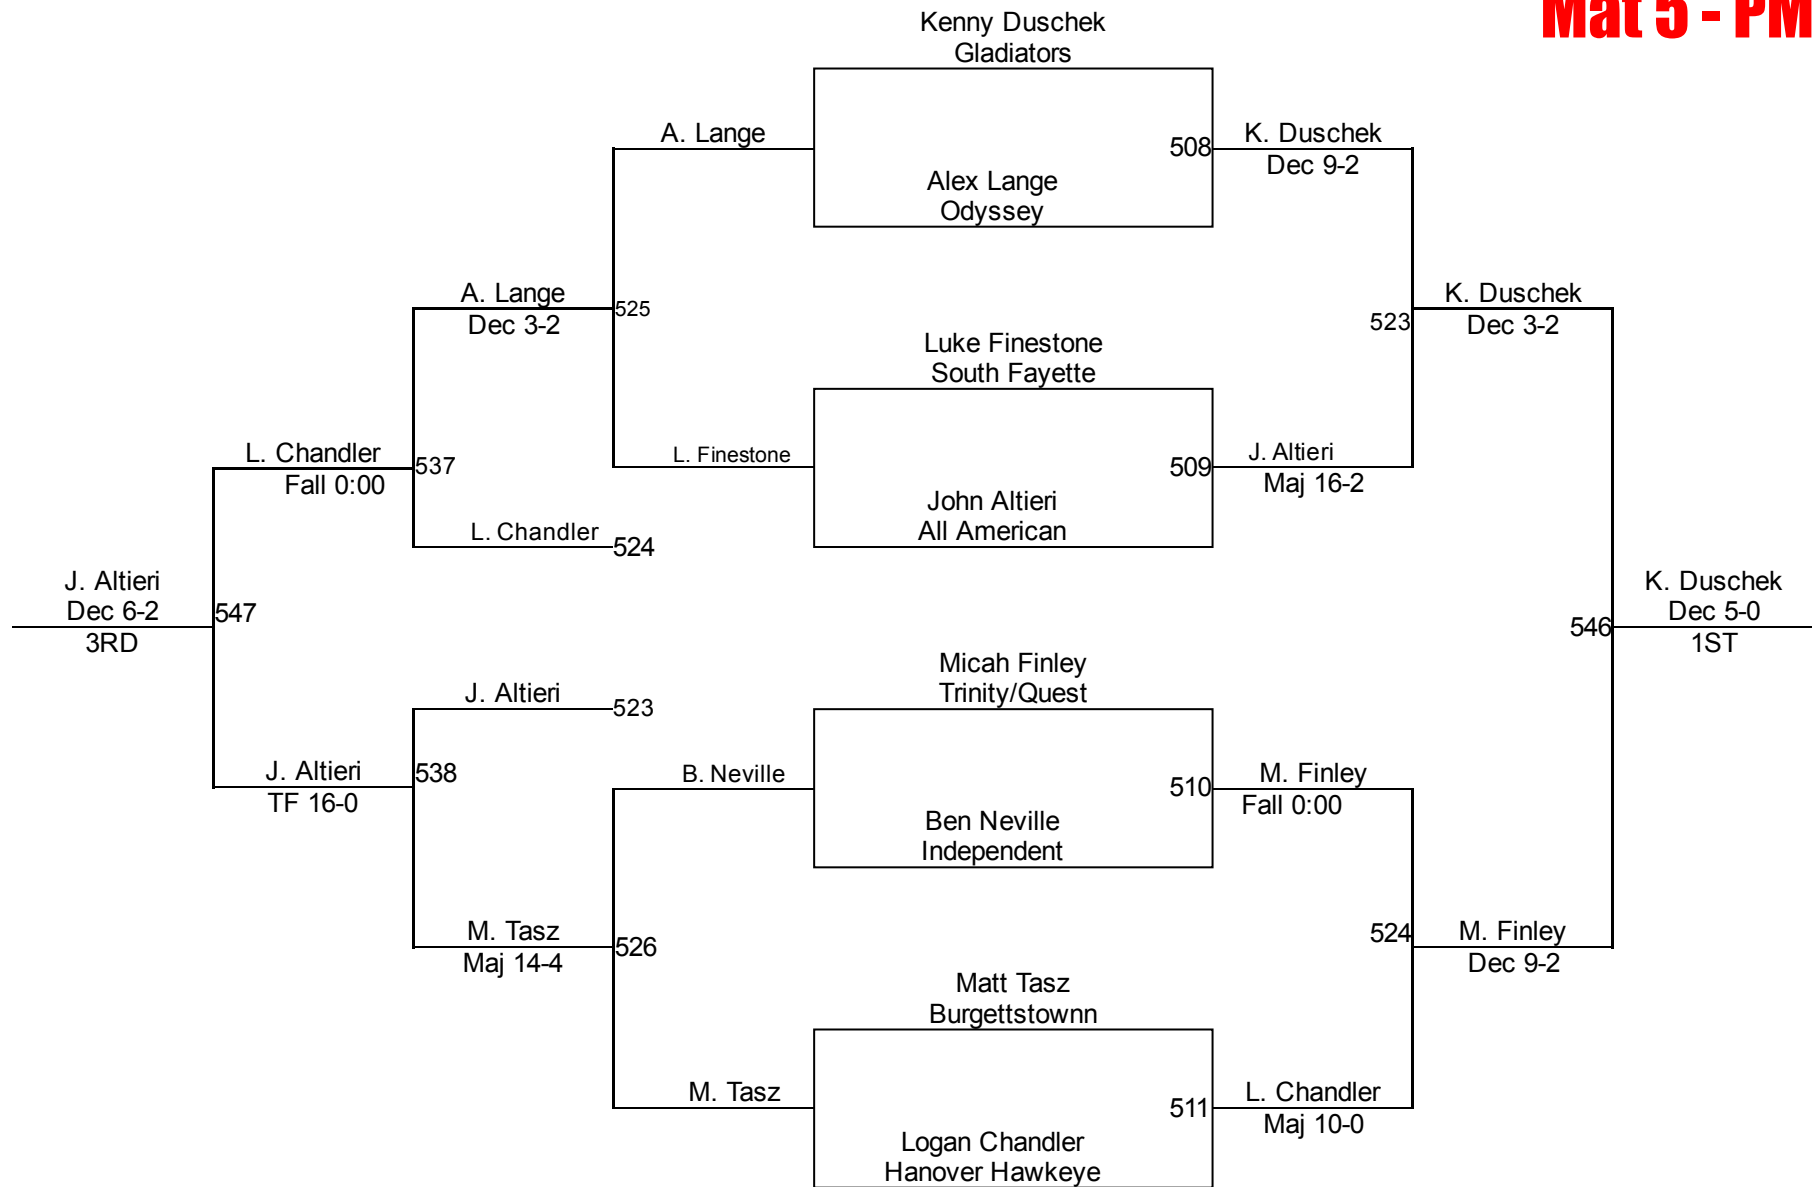 Mat 5 - PM
Kenny Duschek
Gladiators
A. Lange
508
K. Duschek
Dec 9-2
Alex Lange
Odyssey
A. Lange
Dec 3-2
525
523
K. Duschek
Dec 3-2
Luke Finestone
South Fayette
L. Chandler
Fall 0:00
537
L. Finestone
509
J. Altieri
Maj 16-2
John Altieri
All American
L. Chandler
524
J. Altieri
Dec 6-2
3RD
547
546
K. Duschek
Dec 5-0
1ST
Micah Finley
Trinity/Quest
J. Altieri
523
J. Altieri
TF 16-0
538
B. Neville
510
M. Finley
Fall 0:00
Ben Neville
Independent
M. Tasz
Maj 14-4
526
524
M. Finley
Dec 9-2
Matt Tasz
Burgettstownn
M. Tasz
511
L. Chandler
Maj 10-0
Logan Chandler
Hanover Hawkeye